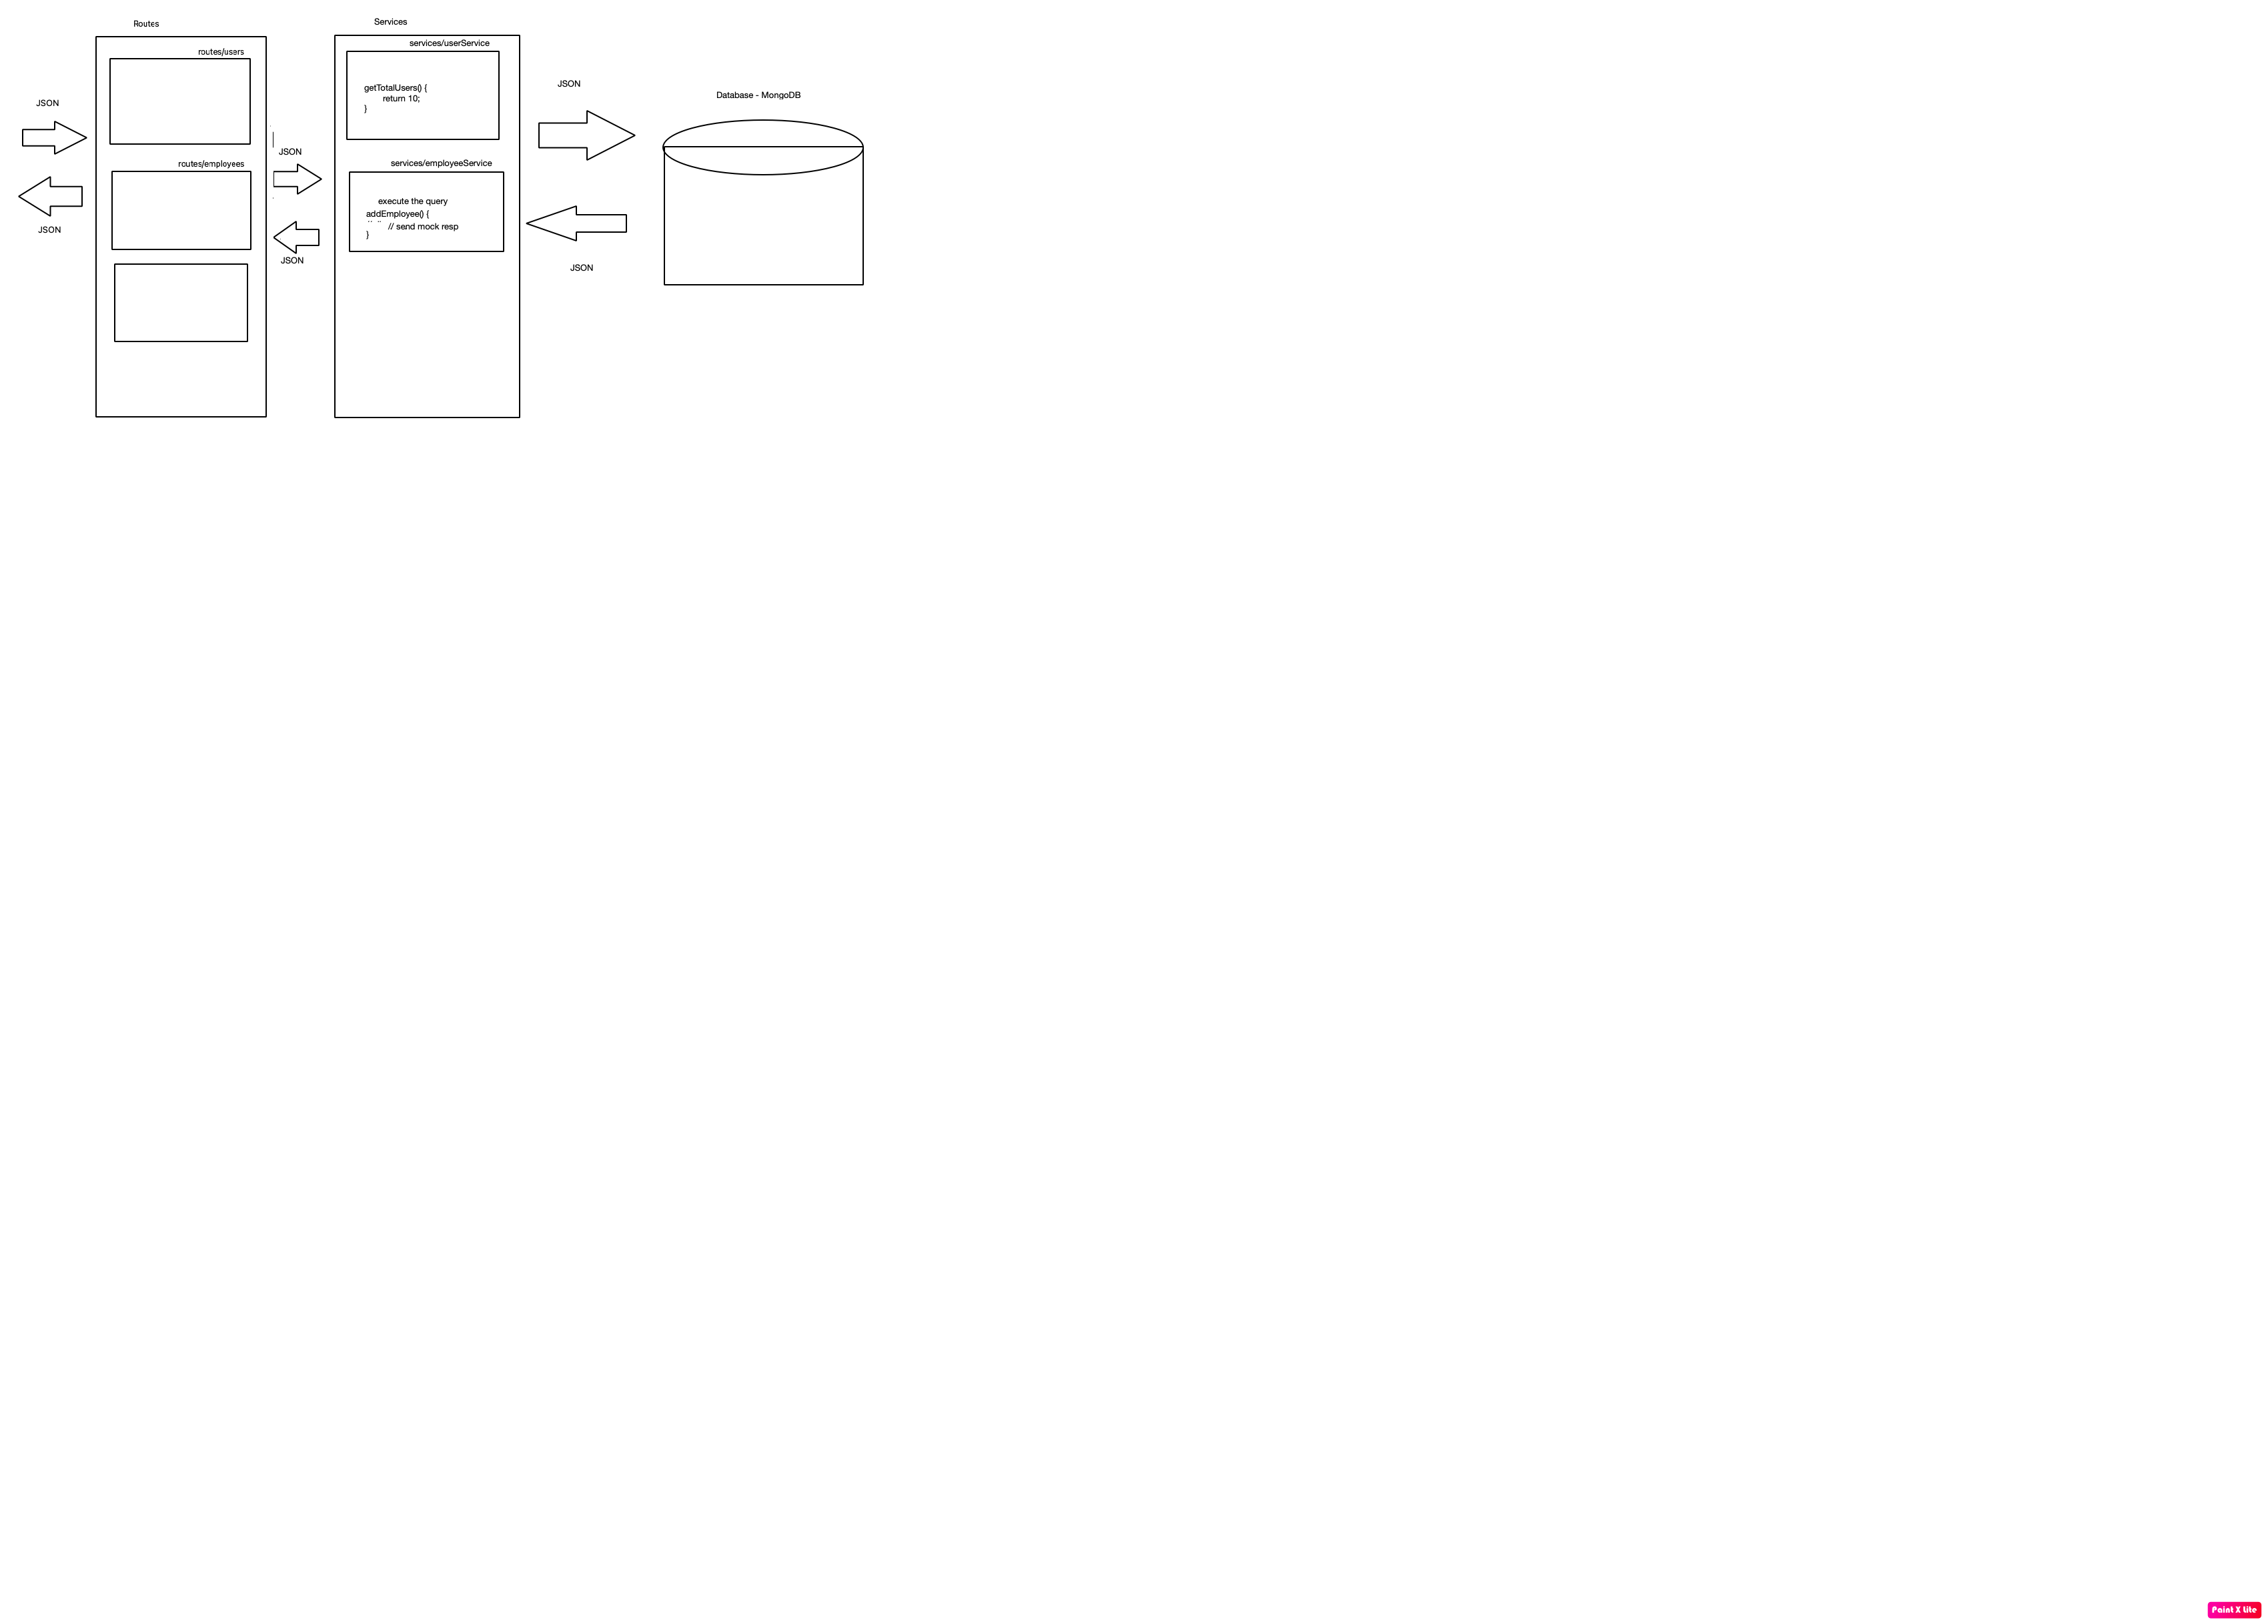 Routes
Services
routes/users
services/userService
JSON
getTotalUsers() {
return 10;
}
JSON
Database - MongoDB
JSON
routes/employees
services/employeeService
JSON
execute the query
addEmployee() {
// send mock resp
}
JSON
JSON
Paint X Lite